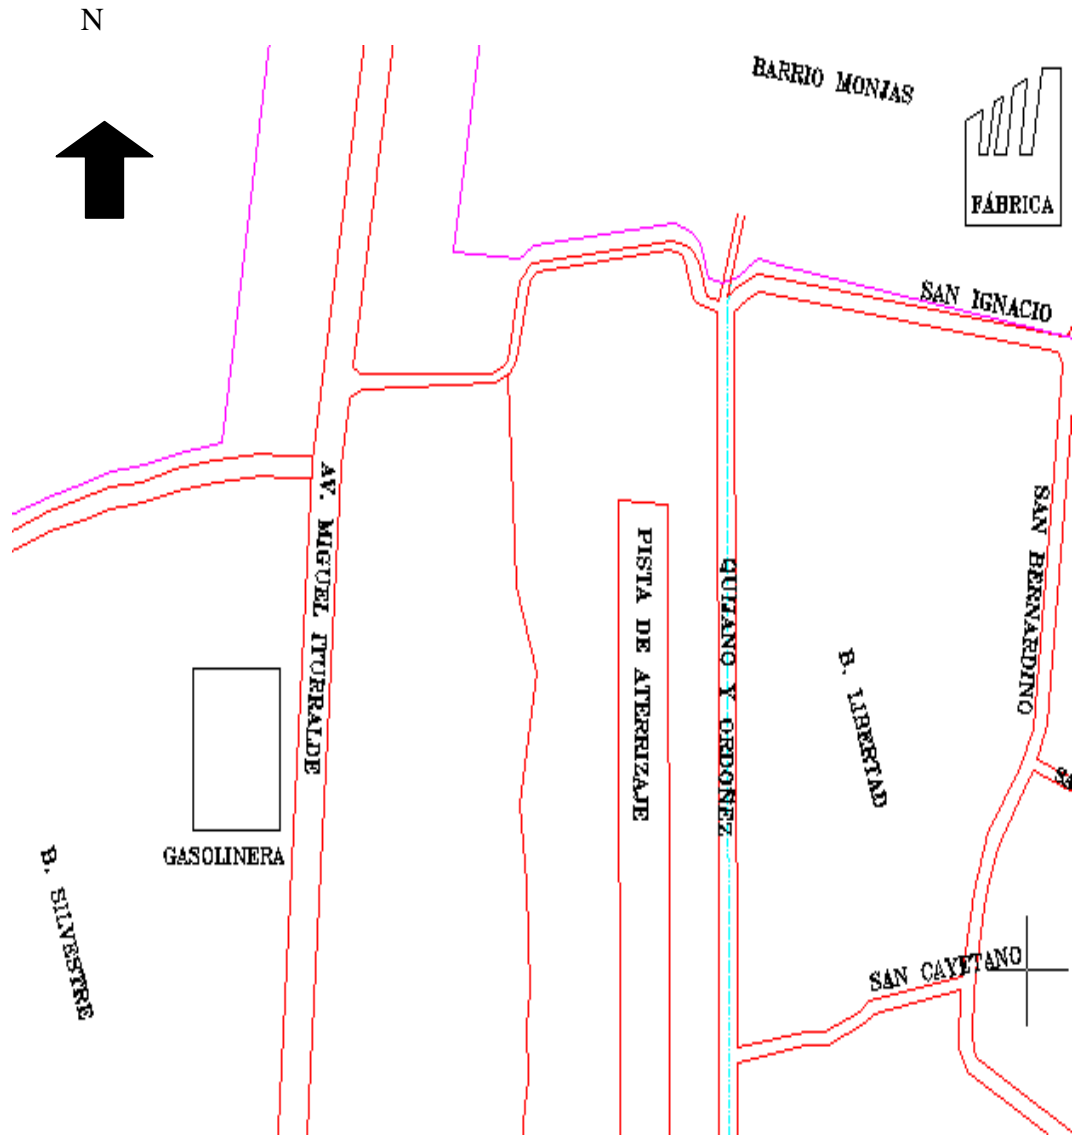 N
BARRIO MONJAS
FÁBRICA
SAN IGNACIO
AV. MIGUEL ITURRALDE
PISTA DE ATERRIZAJE
QUIJANO Y ORDOÑEZ
SAN BERNARDINO
B. LIBERTAD
GASOLINERA
B. SILVESTRE
SAN CAYETANO